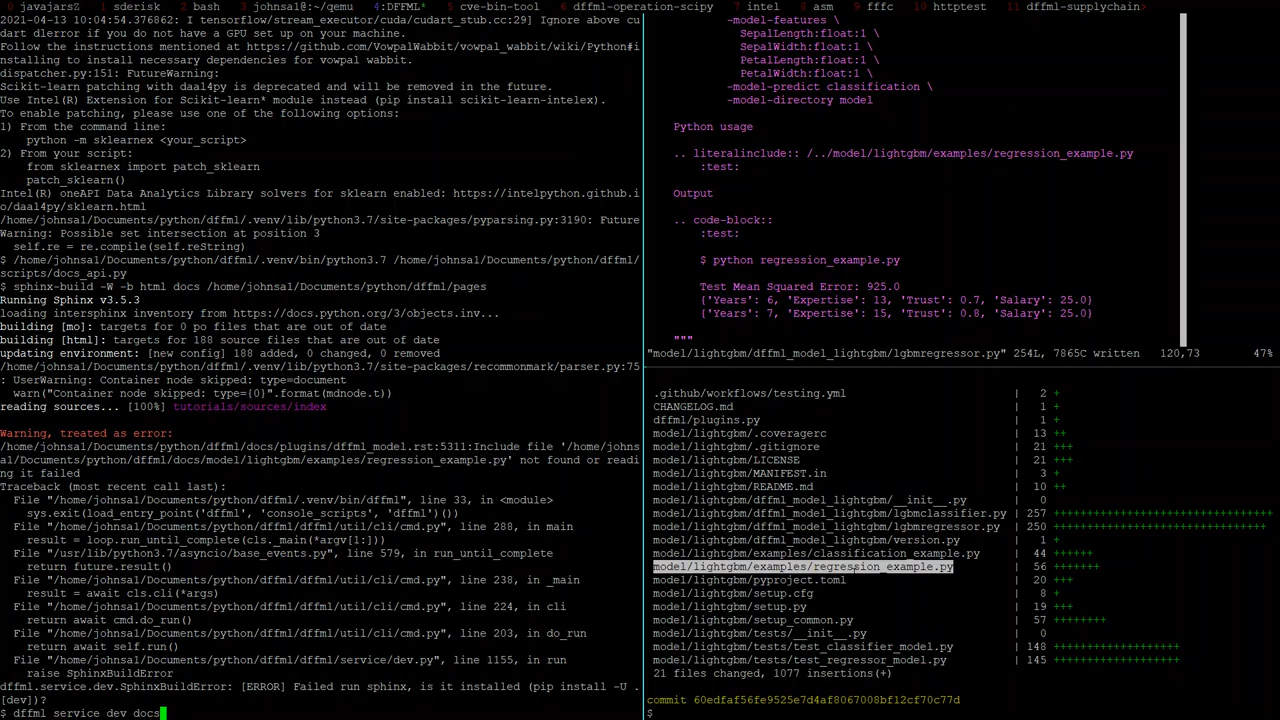 0 javajarsZ  1 sderisk  2 bash  3 johnsa1@:~/qemu  4:DFFML*  5 cve-bin-tool  6 dffml-operation-scipy  7 intel  8 asm  9 fffc  10 httptest  11 dffml-supplychain>
2021-04-13 10:04:54.376862: I tensorflow/stream_executor/cuda/cudart_stub.cc:29] Ignore above cu
dart dlerror if you do not have a GPU set up on your machine.
Follow the instructions mentioned at https://github.com/VowpalWabbit/vowpal_wabbit/wiki/Python#i
nstalling to install necessary dependencies for vowpal wabbit.
dispatcher.py:151: FutureWarning:
Scikit-learn patching with daal4py is deprecated and will be removed in the future.
Use Intel(R) Extension for Scikit-learn* module instead (pip install scikit-learn-intelex).
To enable patching, please use one of the following options:
1) From the command line:
    python -m sklearnex <your_script>
2) From your script:
    from sklearnex import patch_sklearn
    patch_sklearn()
Intel(R) oneAPI Data Analytics Library solvers for sklearn enabled: https://intelpython.github.i
o/daal4py/sklearn.html
/home/johnsa1/Documents/python/dffml/.venv/lib/python3.7/site-packages/pyparsing.py:3190: Future
Warning: Possible set intersection at position 3
  self.re = re.compile(self.reString)
$ /home/johnsa1/Documents/python/dffml/.venv/bin/python3.7 /home/johnsa1/Documents/python/dffml/
scripts/docs_api.py
$ sphinx-build -W -b html docs /home/johnsa1/Documents/python/dffml/pages
Running Sphinx v3.5.3
loading intersphinx inventory from https://docs.python.org/3/objects.inv...
building [mo]: targets for 0 po files that are out of date
building [html]: targets for 188 source files that are out of date
updating environment: [new config] 188 added, 0 changed, 0 removed
/home/johnsa1/Documents/python/dffml/.venv/lib/python3.7/site-packages/recommonmark/parser.py:75
: UserWarning: Container node skipped: type=document
  warn("Container node skipped: type={0}".format(mdnode.t))
reading sources... [100%] tutorials/sources/index
Warning, treated as error:
/home/johnsa1/Documents/python/dffml/docs/plugins/dffml_model.rst:5311:Include file '/home/johns
a1/Documents/python/dffml/docs/model/lightgbm/examples/regression_example.py' not found or readi
ng it failed
Traceback (most recent call last):
  File "/home/johnsa1/Documents/python/dffml/.venv/bin/dffml", line 33, in <module>
    sys.exit(load_entry_point('dffml', 'console_scripts', 'dffml')())
  File "/home/johnsa1/Documents/python/dffml/dffml/util/cli/cmd.py", line 288, in main
    result = loop.run_until_complete(cls._main(*argv[1:]))
  File "/usr/lib/python3.7/asyncio/base_events.py", line 579, in run_until_complete
    return future.result()
  File "/home/johnsa1/Documents/python/dffml/dffml/util/cli/cmd.py", line 238, in _main
    result = await cls.cli(*args)
  File "/home/johnsa1/Documents/python/dffml/dffml/util/cli/cmd.py", line 224, in cli
    return await cmd.do_run()
  File "/home/johnsa1/Documents/python/dffml/dffml/util/cli/cmd.py", line 203, in do_run
    return await self.run()
  File "/home/johnsa1/Documents/python/dffml/dffml/service/dev.py", line 1155, in run
    raise SphinxBuildError
dffml.service.dev.SphinxBuildError: [ERROR] Failed run sphinx, is it installed (pip install -U .
[dev])?
$ dffml service dev docs
-model-features \
  SepalLength:float:1 \
  SepalWidth:float:1 \
  PetalLength:float:1 \
  PetalWidth:float:1 \
-model-predict classification \
-model-directory model
Python usage
.. literalinclude:: /../model/lightgbm/examples/regression_example.py
    :test:
Output
.. code-block::
    :test:
    $ python regression_example.py
    Test Mean Squared Error: 925.0
    {'Years': 6, 'Expertise': 13, 'Trust': 0.7, 'Salary': 25.0}
    {'Years': 7, 'Expertise': 15, 'Trust': 0.8, 'Salary': 25.0}
"""
"model/lightgbm/dffml_model_lightgbm/lgbmregressor.py" 254L, 7865C written    120,73    47%
.github/workflows/testing.yml | 2 +
CHANGELOG.md | 1 +
dffml/plugins.py | 1 +
model/lightgbm/.coveragerc | 13 ++
model/lightgbm/.gitignore | 21 +++
model/lightgbm/LICENSE | 21 +++
model/lightgbm/MANIFEST.in | 3 +
model/lightgbm/README.md | 10 ++
model/lightgbm/dffml_model_lightgbm/__init__.py | 0
model/lightgbm/dffml_model_lightgbm/lgbmclassifier.py | 257 +++++++++++++++++++++++++++++++++
model/lightgbm/dffml_model_lightgbm/lgbmregressor.py | 250 ++++++++++++++++++++++++++++++++
model/lightgbm/dffml_model_lightgbm/version.py | 1 +
model/lightgbm/examples/classification_example.py | 44 ++++++
model/lightgbm/examples/regression_example.py | 56 +++++++
model/lightgbm/pyproject.toml | 20 +++
model/lightgbm/setup.cfg | 8 +
model/lightgbm/setup.py | 19 +++
model/lightgbm/setup_common.py | 57 ++++++++
model/lightgbm/tests/__init__.py | 0
model/lightgbm/tests/test_classifier_model.py | 148 +++++++++++++++++++
model/lightgbm/tests/test_regressor_model.py | 145 +++++++++++++++++++
21 files changed, 1077 insertions(+)
commit 60edfaf56fe9525e7d4af8067008bf12cf70c77d
$